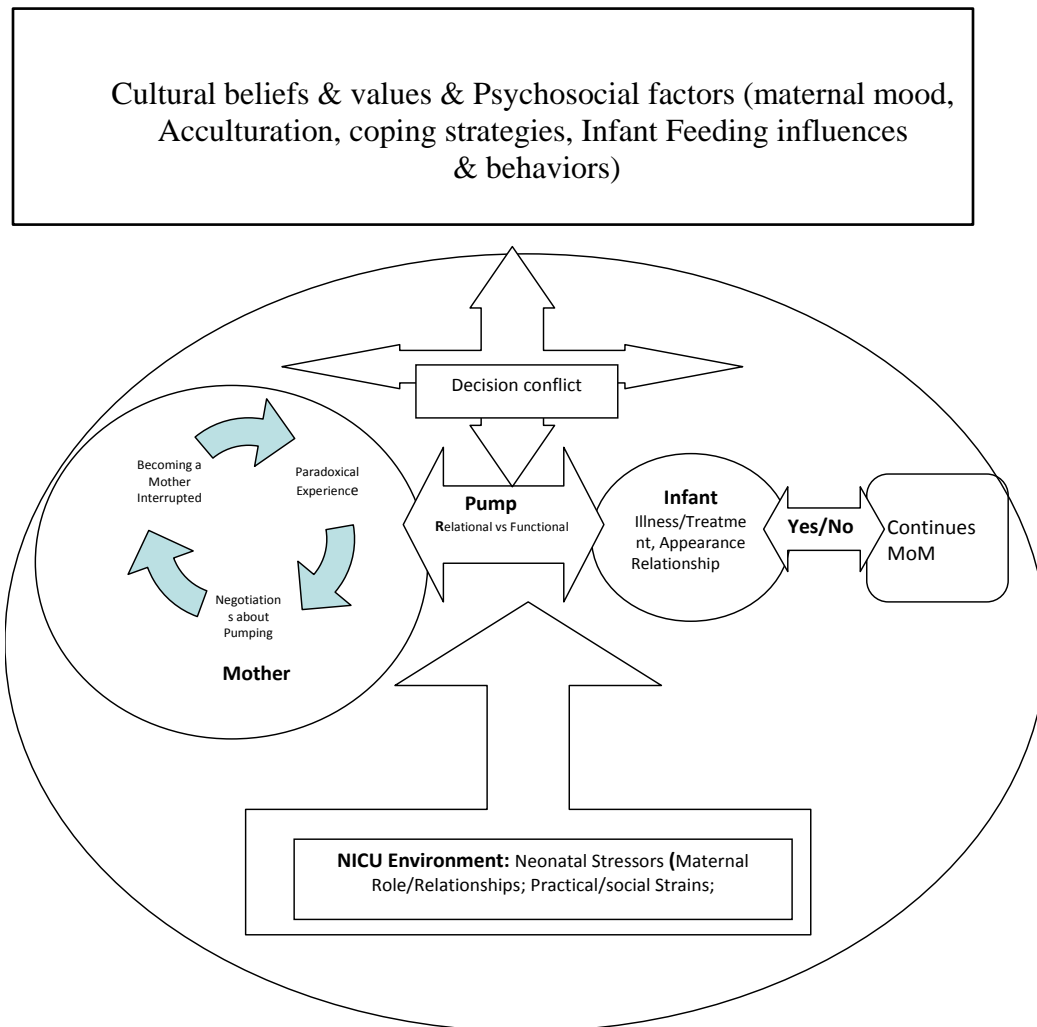 Cultural beliefs & values & Psychosocial factors (maternal mood,
Acculturation, coping strategies, Infant Feeding influences
& behaviors)
Decision conflict
Becoming a
Mother
Interrupted
Paradoxical
Experience
Negotiation
s about
Pumping
Mother
Pump
Relational vs Functional
Infant
Illness/Treatme
nt, Appearance
Relationship
Yes/No
Continues
MoM
NICU Environment: Neonatal Stressors (Maternal
Role/Relationships; Practical/social Strains;